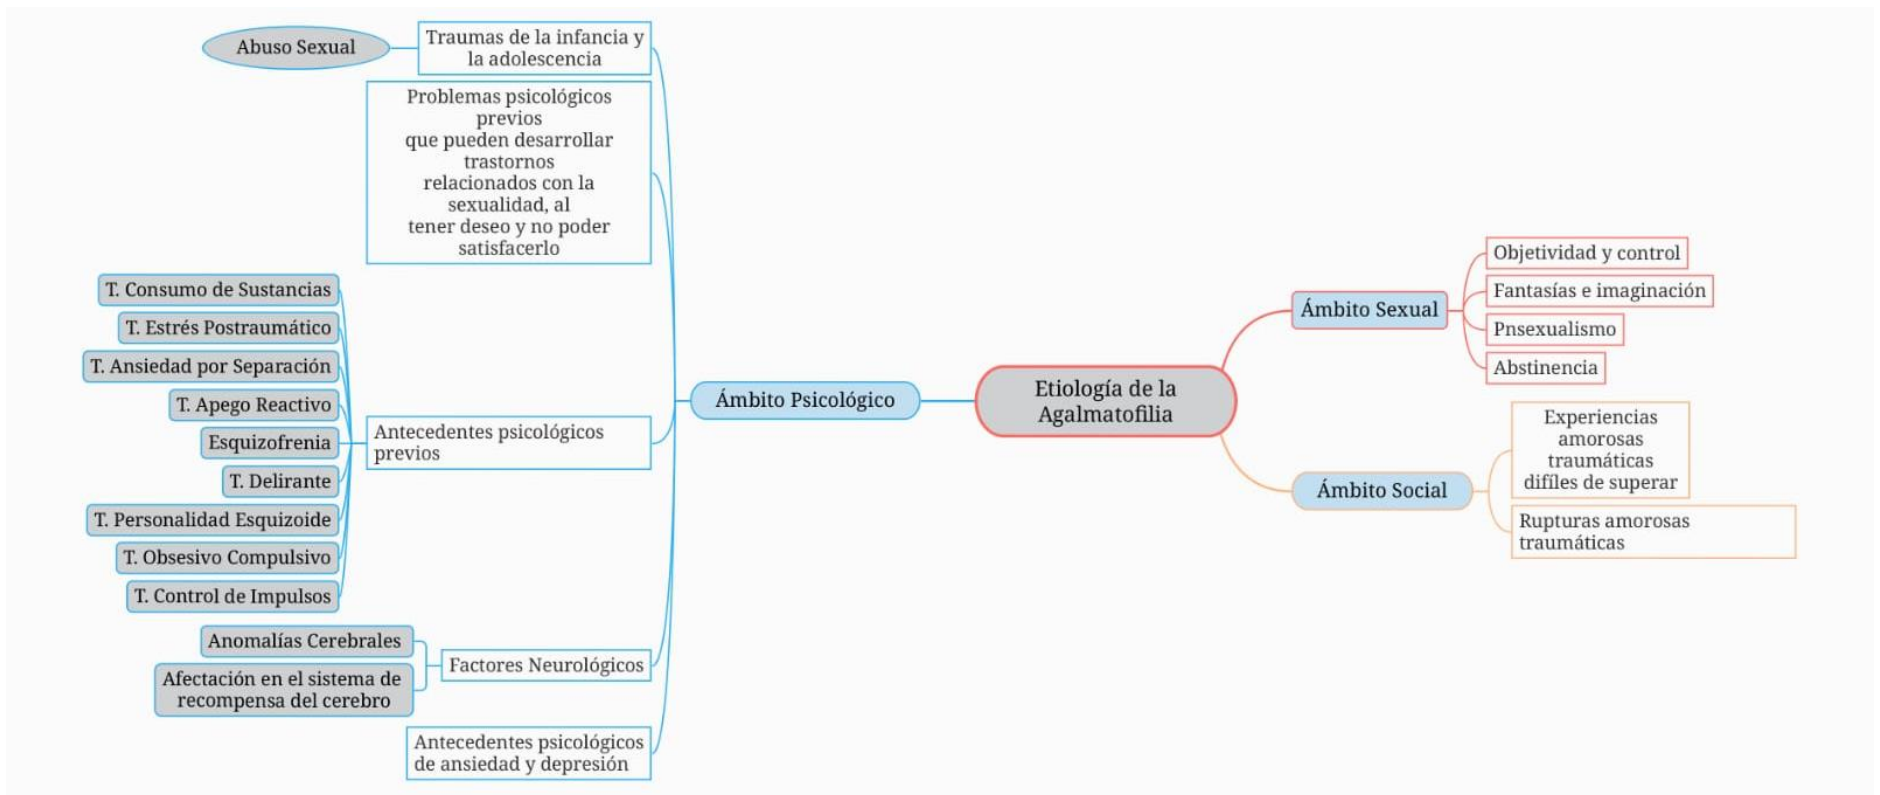 Abuso Sexual
Traumas de la infancia y
la adolescencia
Problemas psicológicos
previos
que pueden desarrollar
trastornos
relacionados con la
sexualidad, al
tener deseo y no poder
satisfacerlo
T. Consumo de Sustancias
T. Estrés Postraumático
T. Ansiedad por Separación
T. Apego Reactivo
Esquizofrenia
T. Delirante
T. Personalidad Esquizoide
T. Obsesivo Compulsivo
T. Control de Impulsos
Antecedentes psicológicos
previos
Anomalías Cerebrales
Afectación en el sistema de
recompensa del cerebro
Factores Neurológicos
Antecedentes psicológicos
de ansiedad y depresión
Ámbito Psicológico
Etiología de la
Agalmatofilia
Ámbito Sexual
Objetividad y control
Fantasías e imaginación
Pnsexualismo
Abstinencia
Ámbito Social
Experiencias
amorosas
traumáticas
difíles de superar
Rupturas amorosas
traumáticas